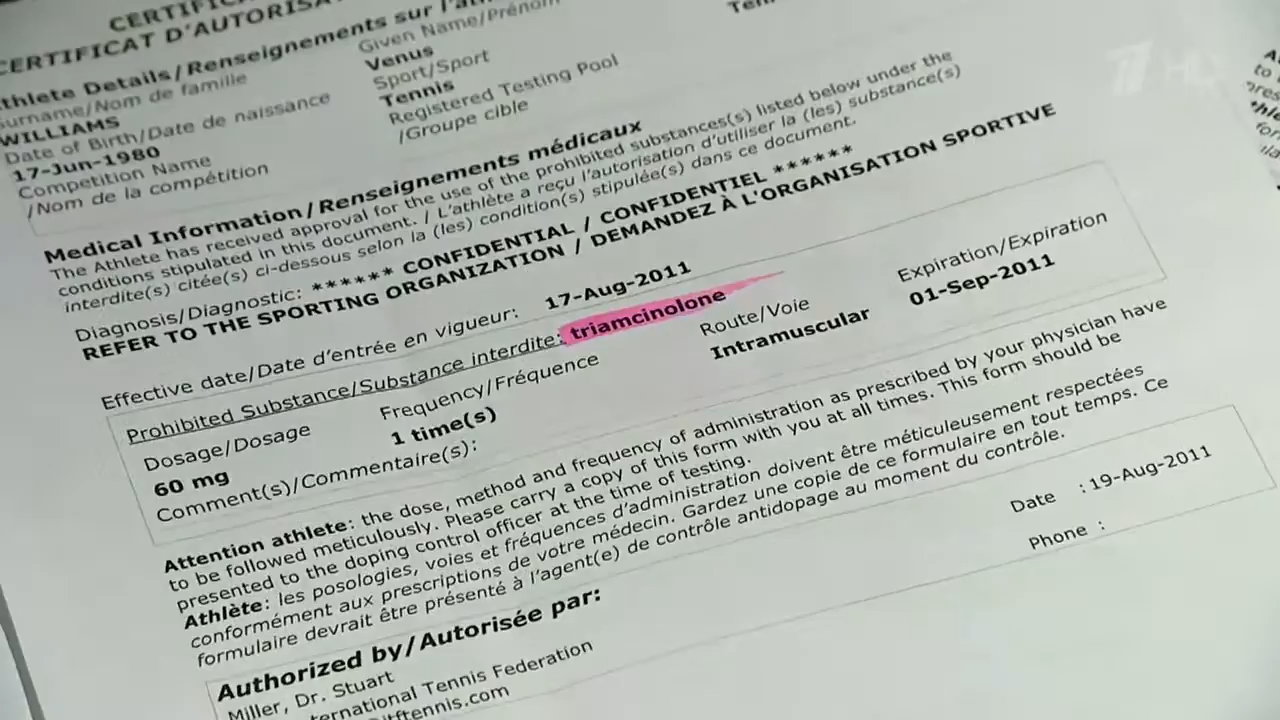 CERTIFIC
CERTIFICAT D'AUTORISA
Athlete Details/Renseignements sur l'ath
Surname/Nom de famille
WILLIAMS
Given Name/Prénom
Venus
Date of Birth/Date de naissance
17-Jun-1980
Sport/Sport
Tennis
Tenn
Competition Name
/Nom de la compétition
Registered Testing Pool
/Groupe cible
Medical Information/Renseignements médicaux
The Athlete has received approval for the use of the prohibited substances(s) listed below under the
conditions stipulated in this document. / L'athlète a reçu l'autorisation d'utiliser la (les) substance(s)
interdite(s) citée(s) ci-dessous selon la (les) condition(s) stipulée(s) dans ce document.
Diagnosis/Diagnostic: ****** CONFIDENTIAL / CONFIDENTIEL ******
REFER TO THE SPORTING ORGANIZATION / DEMANDEZ À L'ORGANISATION SPORTIVE
Effective date/Date d'entrée en vigueur: 17-Aug-2011
Prohibited Substance/Substance interdite: triamcinolone
Dosage/Dosage
60 mg
Frequency/Fréquence
1 time(s)
Route/Voie
Intramuscular
Expiration/Expiration
01-Sep-2011
Comment(s)/Commentaire(s):
Attention athlete: the dose, method and frequency of administration as prescribed by your physician have
to be followed meticulously. Please carry a copy of this form with you at all times. This form should be
presented to the doping control officer at the time of testing.
Athlète: les posologies, voies et fréquences d'administration doivent être méticuleusement respectées
conformément aux prescriptions de votre médecin. Gardez une copie de ce formulaire en tout temps. Ce
formulaire devrait être présenté à l'agent(e) de contrôle antidopage au moment du contrôle.
Authorized by/Autorisée par:
Miller, Dr. Stuart
ternational Tennis Federation
itftennis.com
Date : 19-Aug-2011
Phone :
HD